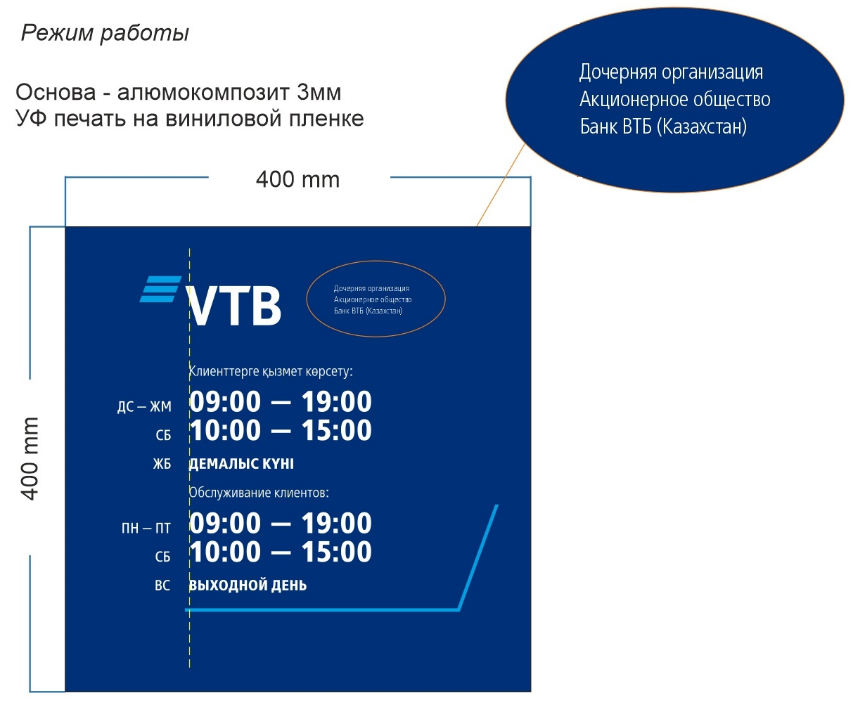 Режим работы
Основа - алюмокомпозит 3мм
УФ печать на виниловой пленке
Дочерняя организация
Акционерное общество
Банк ВТБ (Казахстан)
400 mm
400 mm
VTB
Дочерняя организация
Акционерное общество
Банк ВТБ (Казахстан)
Клиенттерге қызмет көрсету:
ДС – ЖМ 09:00 – 19:00
СБ 10:00 – 15:00
ЖБ ДЕМАЛЫС КҮНІ
Обслуживание клиентов:
ПН – ПТ 09:00 – 19:00
СБ 10:00 – 15:00
ВС ВЫХОДНОЙ ДЕНЬ